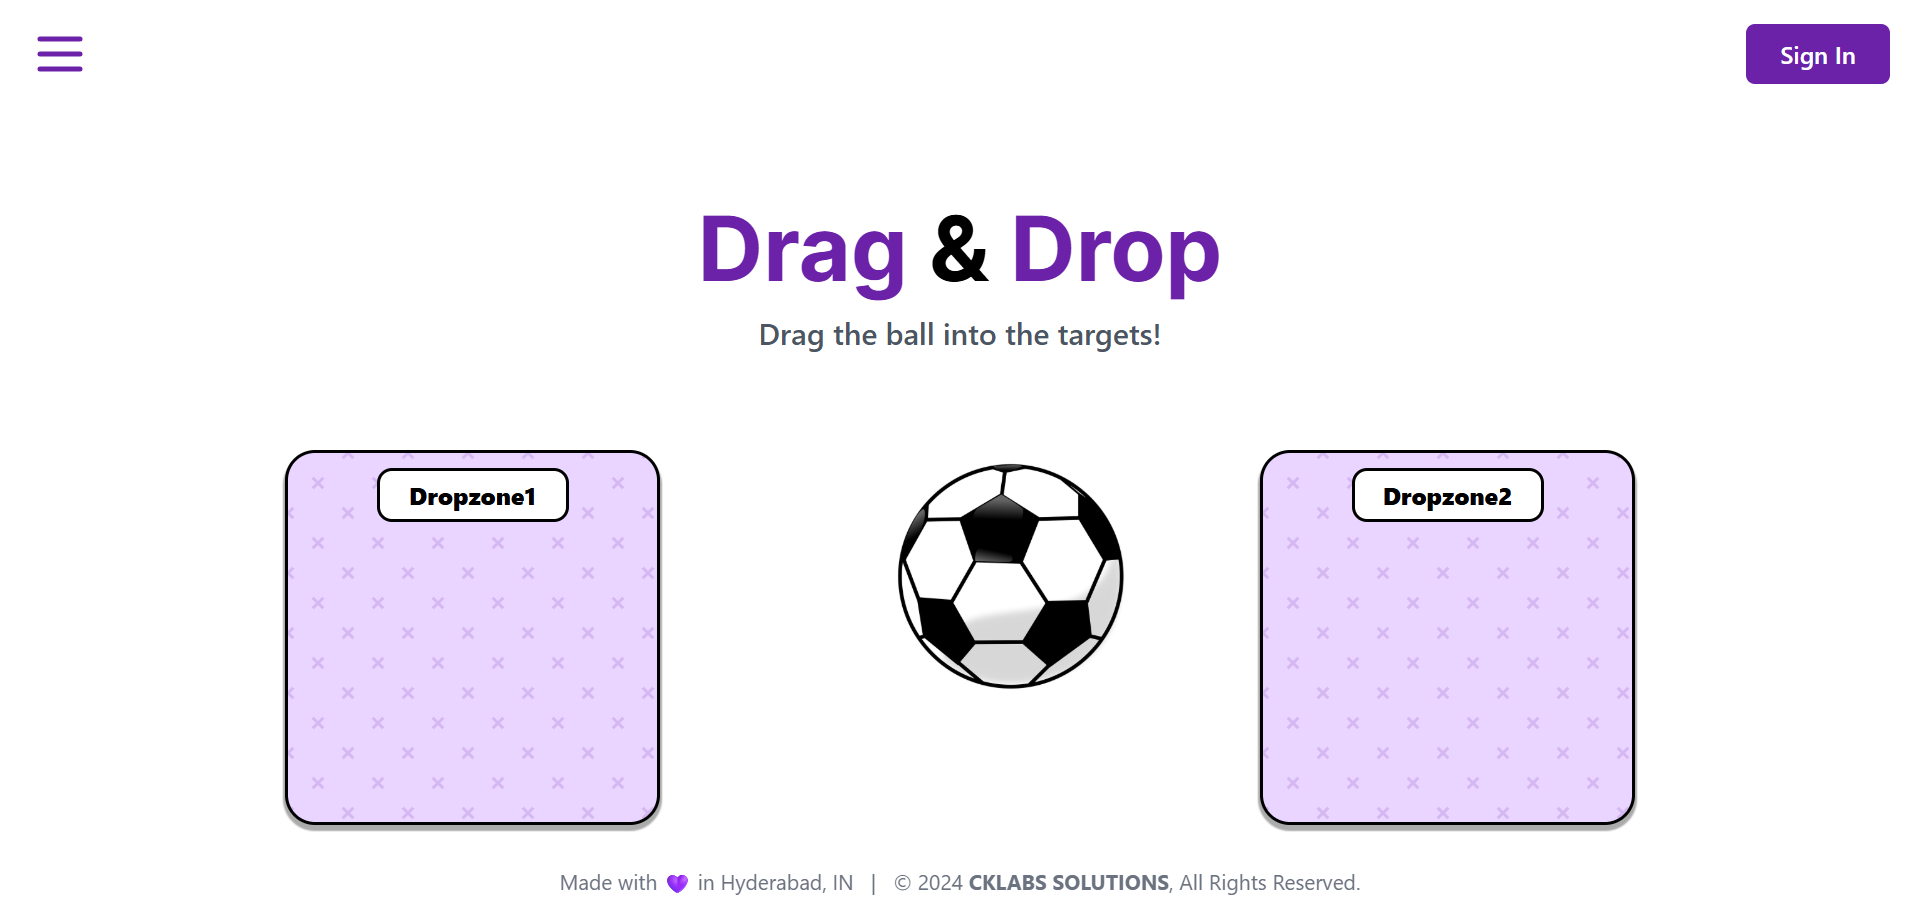 Sign In
Drag & Drop
Drag the ball into the targets!
Dropzone1
Dropzone2
Made with 💜 in Hyderabad, IN | © 2024 CKLABS SOLUTIONS, All Rights Reserved.